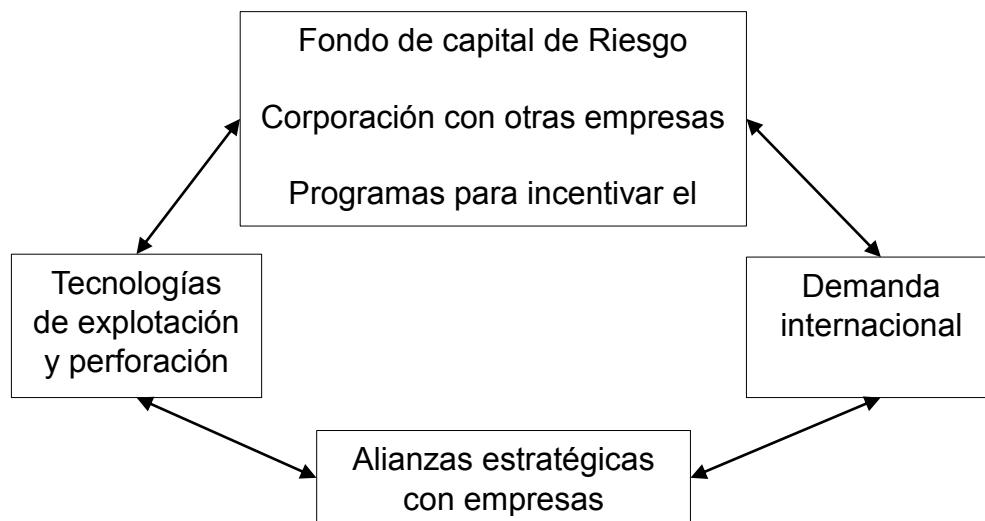 Fondo de capital de Riesgo
Corporación con otras empresas
Programas para incentivar el
Tecnologías
de explotación
y perforación
Demanda
internacional
Alianzas estratégicas
con empresas